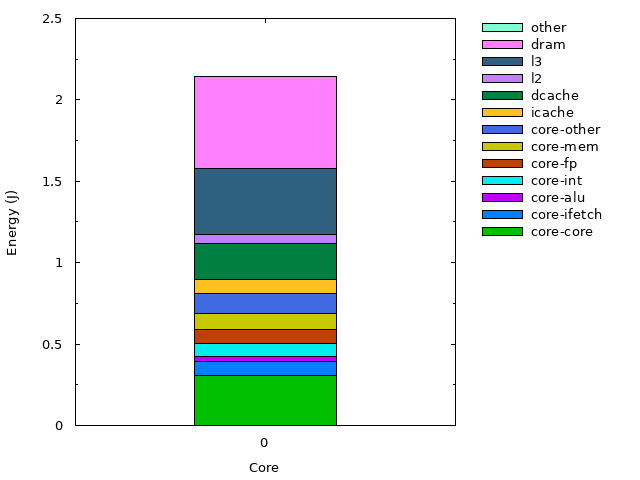 2.5
2
1.5
1
0.5
0
Energy (J)
0
Core
other
dram
l3
l2
dcache
icache
core-other
core-mem
core-fp
core-int
core-alu
core-ifetch
core-core